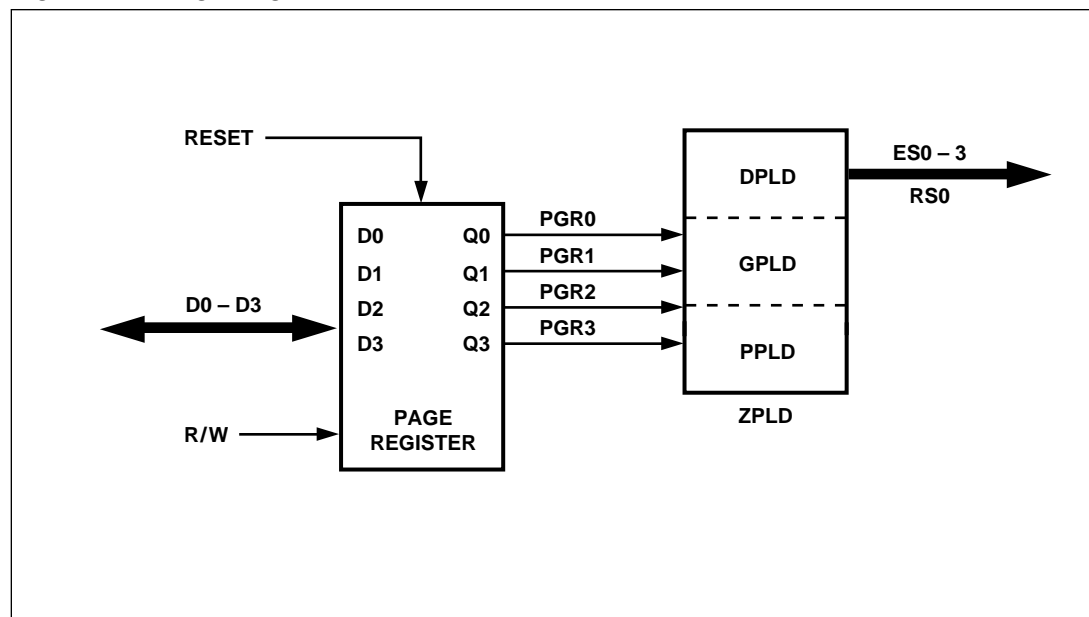 RESET
D0 Q0
D1 Q1
D2 Q2
D3 Q3
PAGE
REGISTER
D0 – D3
R/W
PGR0
PGR1
PGR2
PGR3
DPLD
GPLD
PPLD
ZPLD
ES0 – 3
RS0